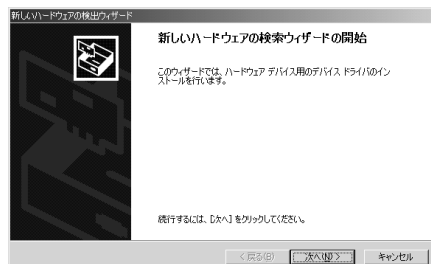 新しいハードウェアの検出ウィザード
新しいハードウェアの検索ウィザードの開始
このウィザードでは、ハードウェア デバイス用のデバイス ドライバのイン
ストールを行います。
続行するには、[次へ] をクリックしてください。
< 戻る(B)
次へ(N) >
キャンセル